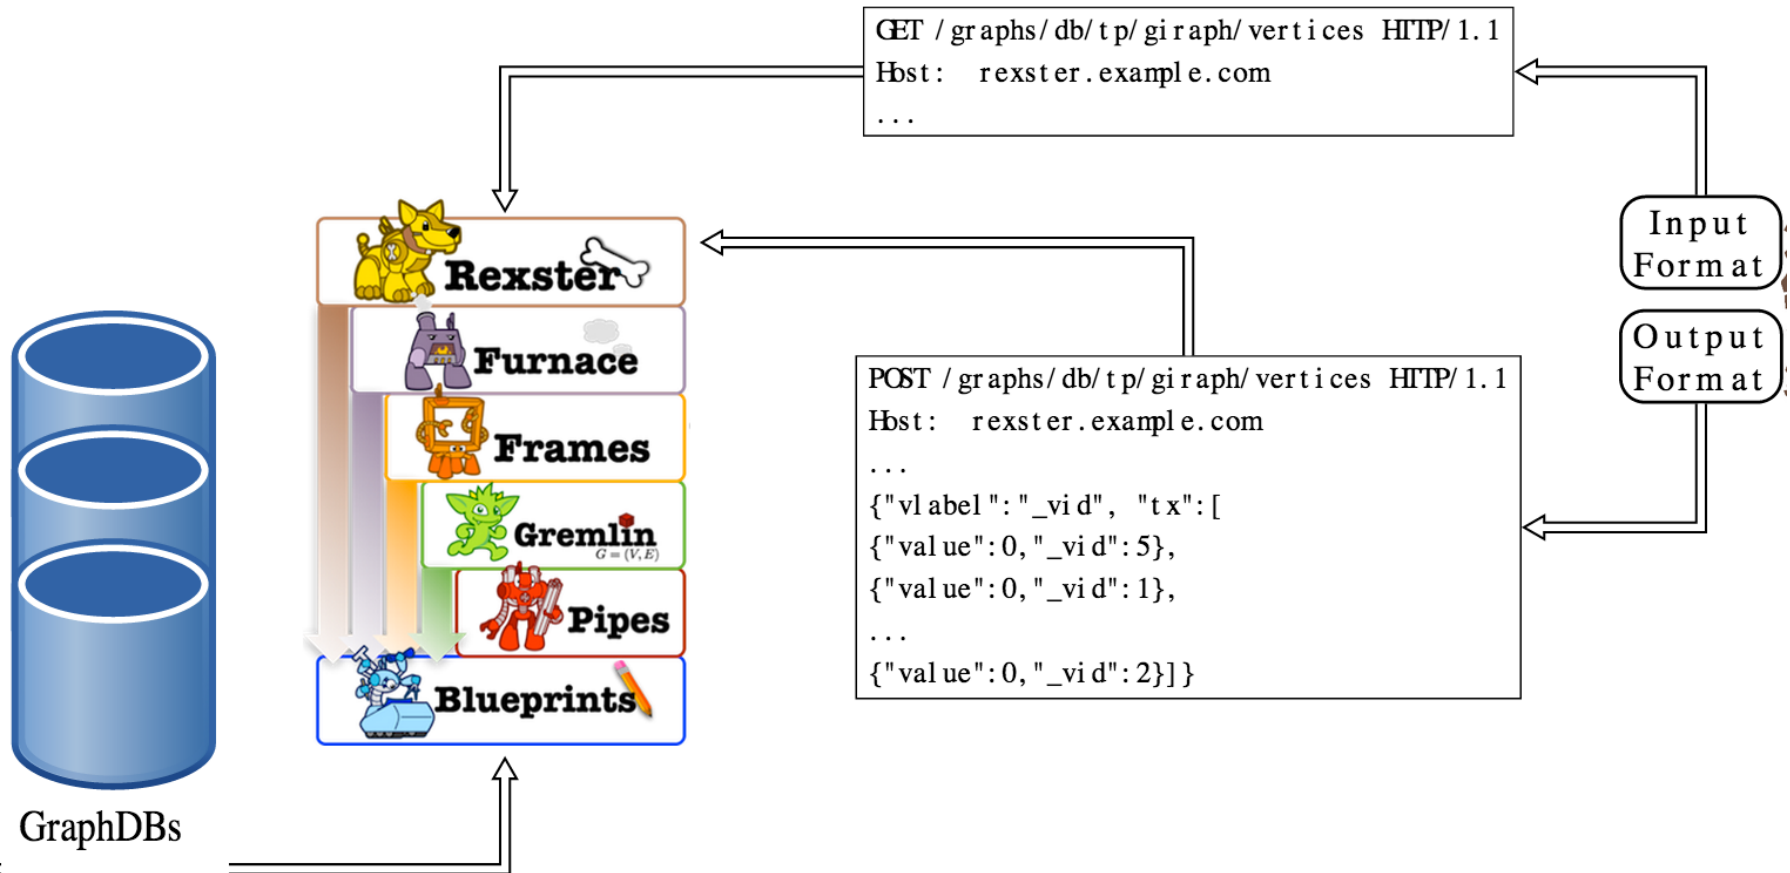 GET /graphs/db/tp/giraph/vertices HTTP/1.1
Host: rexster.example.com
...
Input
Format
Output
Format
Rexster
Furnace
Frames
Gremlin
G = (V, E)
Pipes
Blueprints
POST /graphs/db/tp/giraph/vertices HTTP/1.1
Host: rexster.example.com
...
{"vlabel":"_vid", "tx":[
{"value":0,"_vid":5},
{"value":0,"_vid":1},
...
{"value":0,"_vid":2}]}
GraphDBs